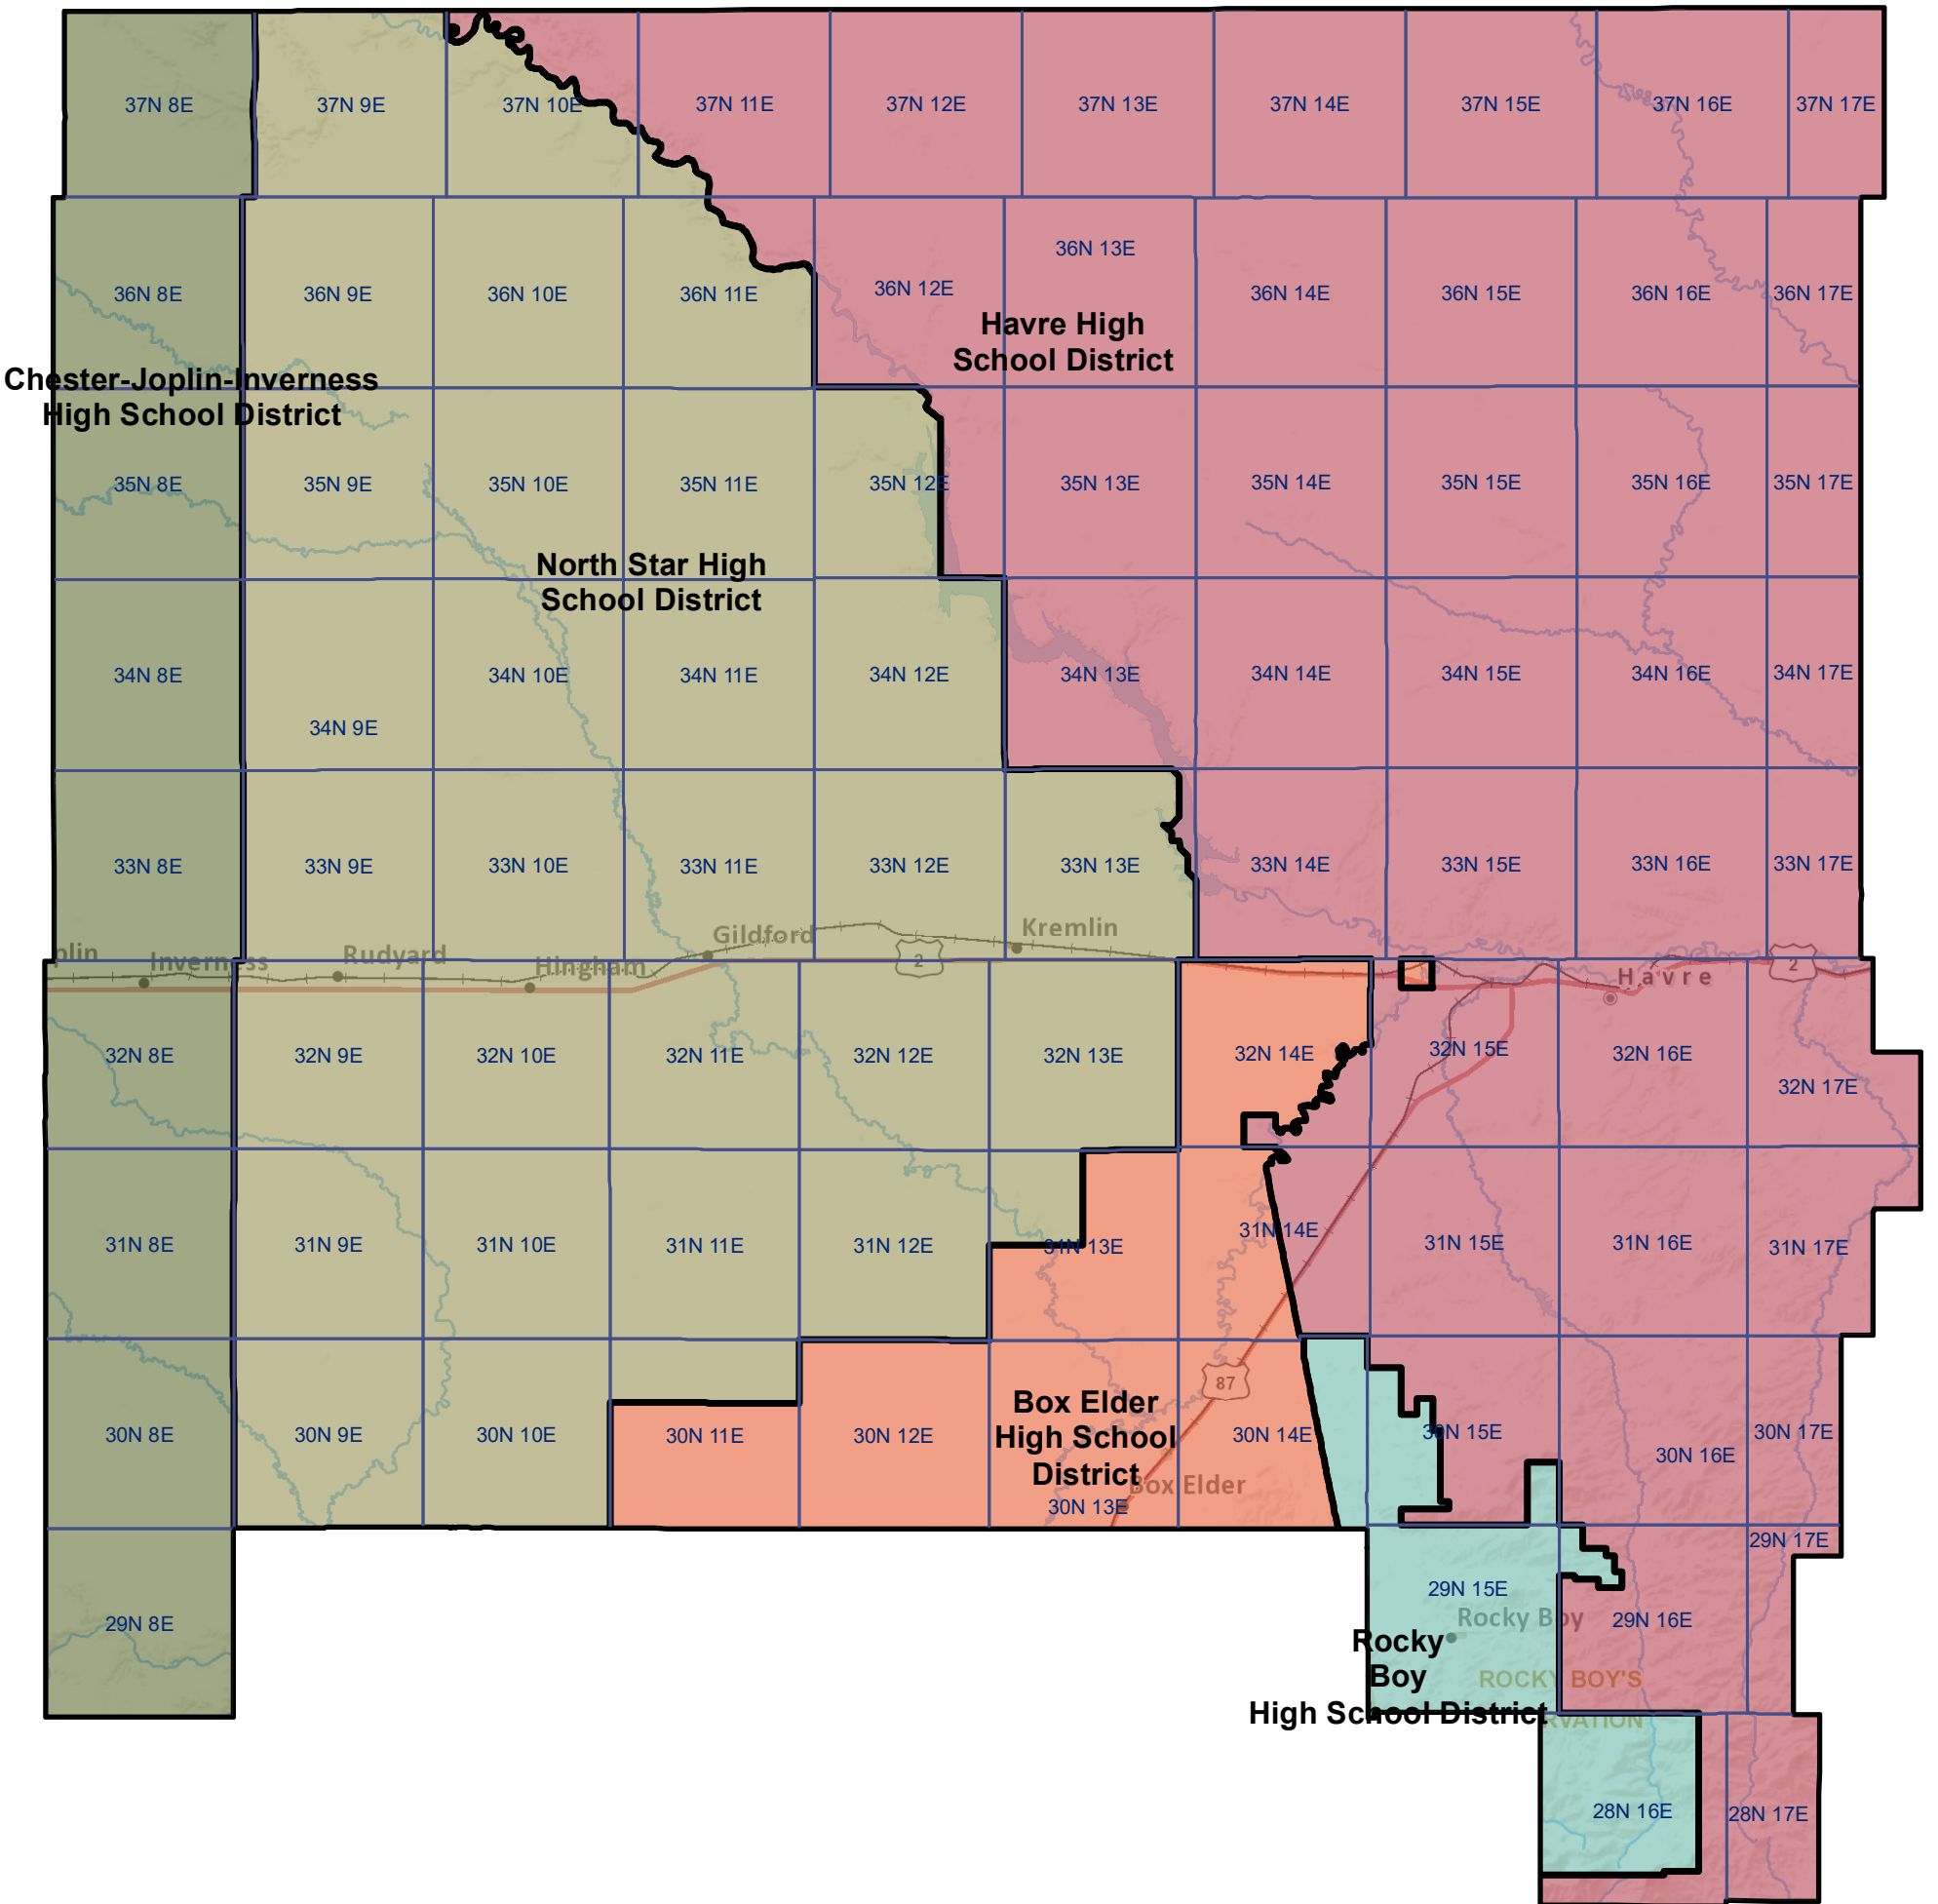 37N 8E
37N 9E
37N 10E
37N 11E
37N 12E
37N 13E
37N 14E
37N 15E
37N 16E
37N 17E
36N 8E
36N 9E
36N 10E
36N 11E
36N 12E
36N 13E
36N 14E
36N 15E
36N 16E
36N 17E
Havre High
School District
Chester-Joplin-Inverness
High School District
35N 8E
35N 9E
35N 10E
35N 11E
35N 12E
35N 13E
35N 14E
35N 15E
35N 16E
35N 17E
North Star High
School District
34N 8E
34N 9E
34N 10E
34N 11E
34N 12E
34N 13E
34N 14E
34N 15E
34N 16E
34N 17E
33N 8E
33N 9E
33N 10E
33N 11E
33N 12E
33N 13E
33N 14E
33N 15E
33N 16E
33N 17E
plin
Inverness
Rudyard
Hingham
Gildford
2
Kremlin
Havre
2
32N 8E
32N 9E
32N 10E
32N 11E
32N 12E
32N 13E
32N 14E
32N 15E
32N 16E
32N 17E
31N 8E
31N 9E
31N 10E
31N 11E
31N 12E
31N 13E
31N 14E
31N 15E
31N 16E
31N 17E
87
30N 8E
30N 9E
30N 10E
30N 11E
30N 12E
Box Elder
High School
District
30N 13E
Box Elder
30N 14E
30N 15E
30N 16E
30N 17E
29N 8E
29N 15E
29N 16E
29N 17E
Rocky Boy
Rocky
Boy
High School District
ROCKY BOY'S
RVATION
28N 16E
28N 17E